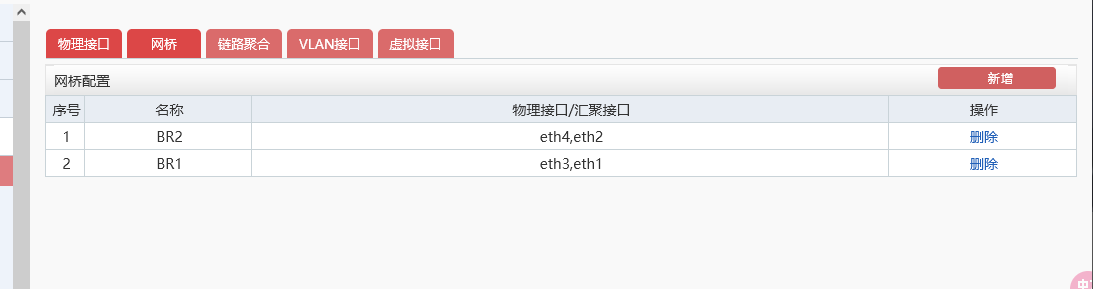 物理接口 网桥 链路聚合 VLAN接口 虚拟接口
网桥配置 新增
序号 名称 物理接口/汇聚接口 操作
1 BR2 eth4,eth2 删除
2 BR1 eth3,eth1 删除